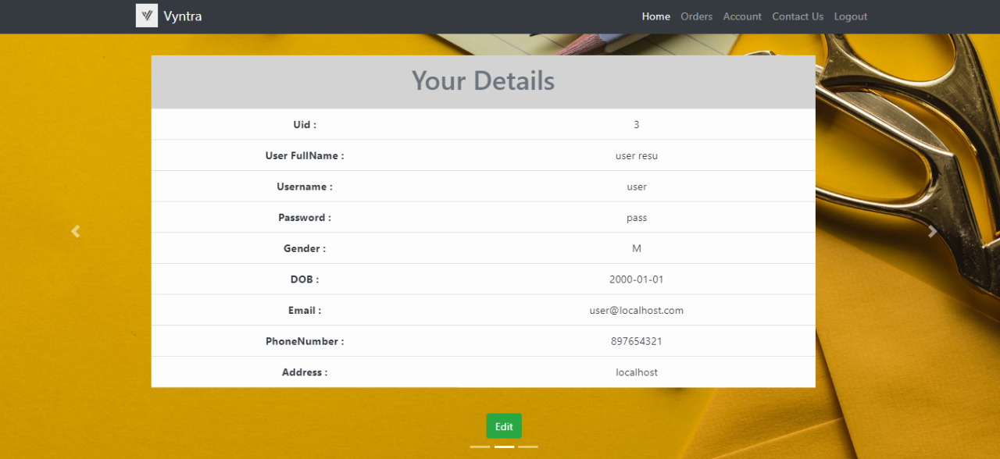 Vyntra Home Orders Account Contact Us Logout
Your Details
Uid : 3
User FullName : user resu
Username : user
Password : pass
Gender : M
DOB : 2000-01-01
Email : user@localhost.com
PhoneNumber : 897654321
Address : localhost
Edit